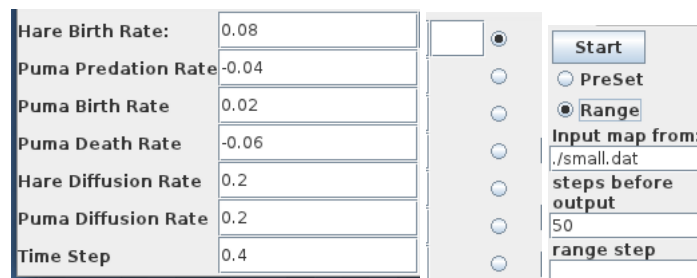 Hare Birth Rate: 0.08
Puma Predation Rate -0.04
Puma Birth Rate 0.02
Puma Death Rate -0.06
Hare Diffusion Rate 0.2
Puma Diffusion Rate 0.2
Time Step 0.4
Start
PreSet
Range
Input map from:
./small.dat
steps before
output
50
range step